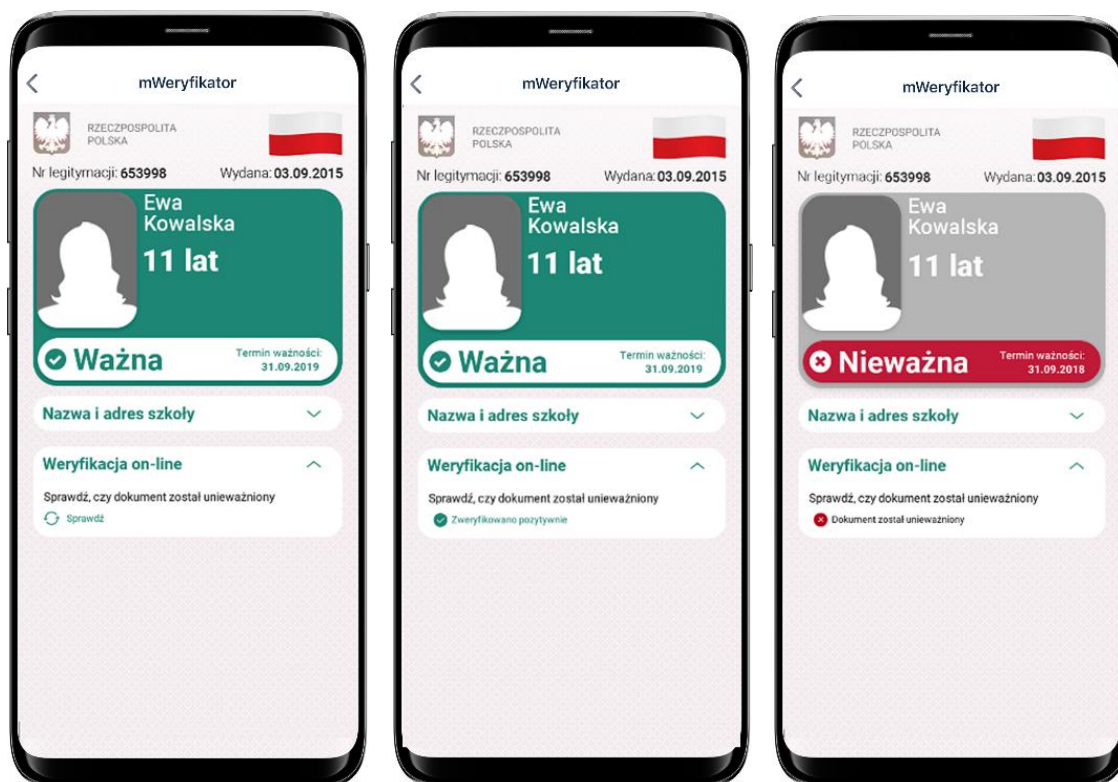 mWeryfikator
RZECZPOSPOLITA
POLSKA
Nr legitymacji: 653998 Wydana: 03.09.2015
Ewa
Kowalska
11 lat
Ważna
Termin ważności:
31.09.2019
Nazwa i adres szkoły
Weryfikacja on-line
Sprawdź, czy dokument został unieważniony
Sprawdź
mWeryfikator
RZECZPOSPOLITA
POLSKA
Nr legitymacji: 653998 Wydana: 03.09.2015
Ewa
Kowalska
11 lat
Ważna
Termin ważności:
31.09.2019
Nazwa i adres szkoły
Weryfikacja on-line
Sprawdź, czy dokument został unieważniony
Zweryfikowano pozytywnie
mWeryfikator
RZECZPOSPOLITA
POLSKA
Nr legitymacji: 653998 Wydana: 03.09.2015
Ewa
Kowalska
11 lat
Nieważna
Termin ważności:
31.09.2018
Nazwa i adres szkoły
Weryfikacja on-line
Sprawdź, czy dokument został unieważniony
Dokument został unieważniony